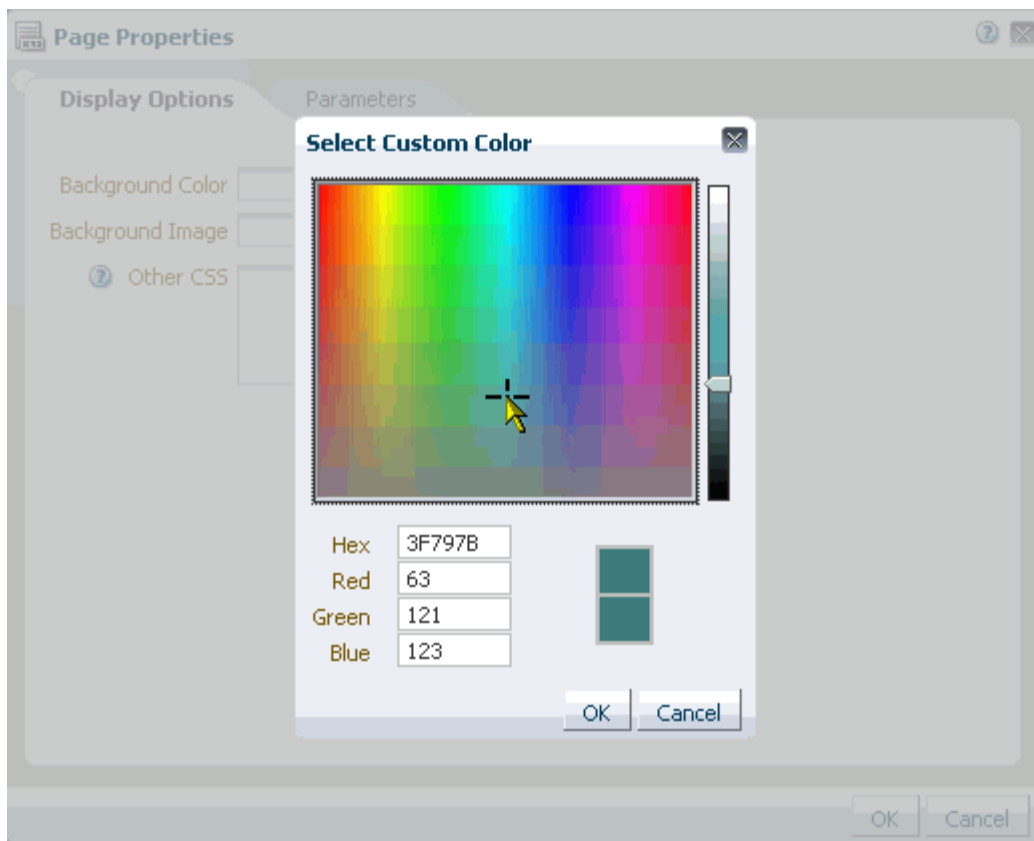 Page Properties
Display Options
Parameters
Select Custom Color
Background Color
Background Image
Other CSS
Hex 3F797B
Red 63
Green 121
Blue 123
OK Cancel
OK Cancel